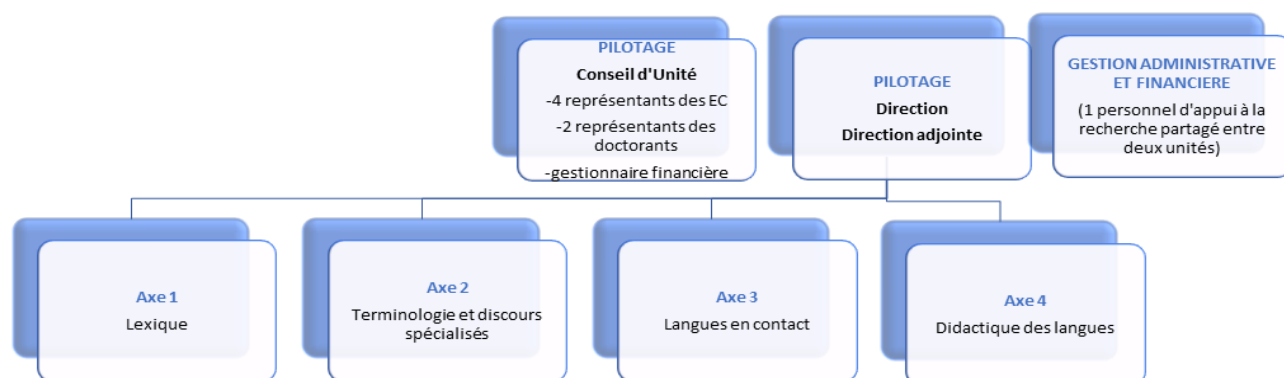 PILOTAGE
Conseil d'Unité
-4 représentants des EC
-2 représentants des
doctorants
-gestionnaire financière
PILOTAGE
Direction
Direction adjointe
GESTION ADMINISTRATIVE
ET FINANCIERE
(1 personnel d'appui à la
recherche partagé entre
deux unités)
Axe 1
Lexique
Axe 2
Terminologie et discours
spécialisés
Axe 3
Langues en contact
Axe 4
Didactique des langues